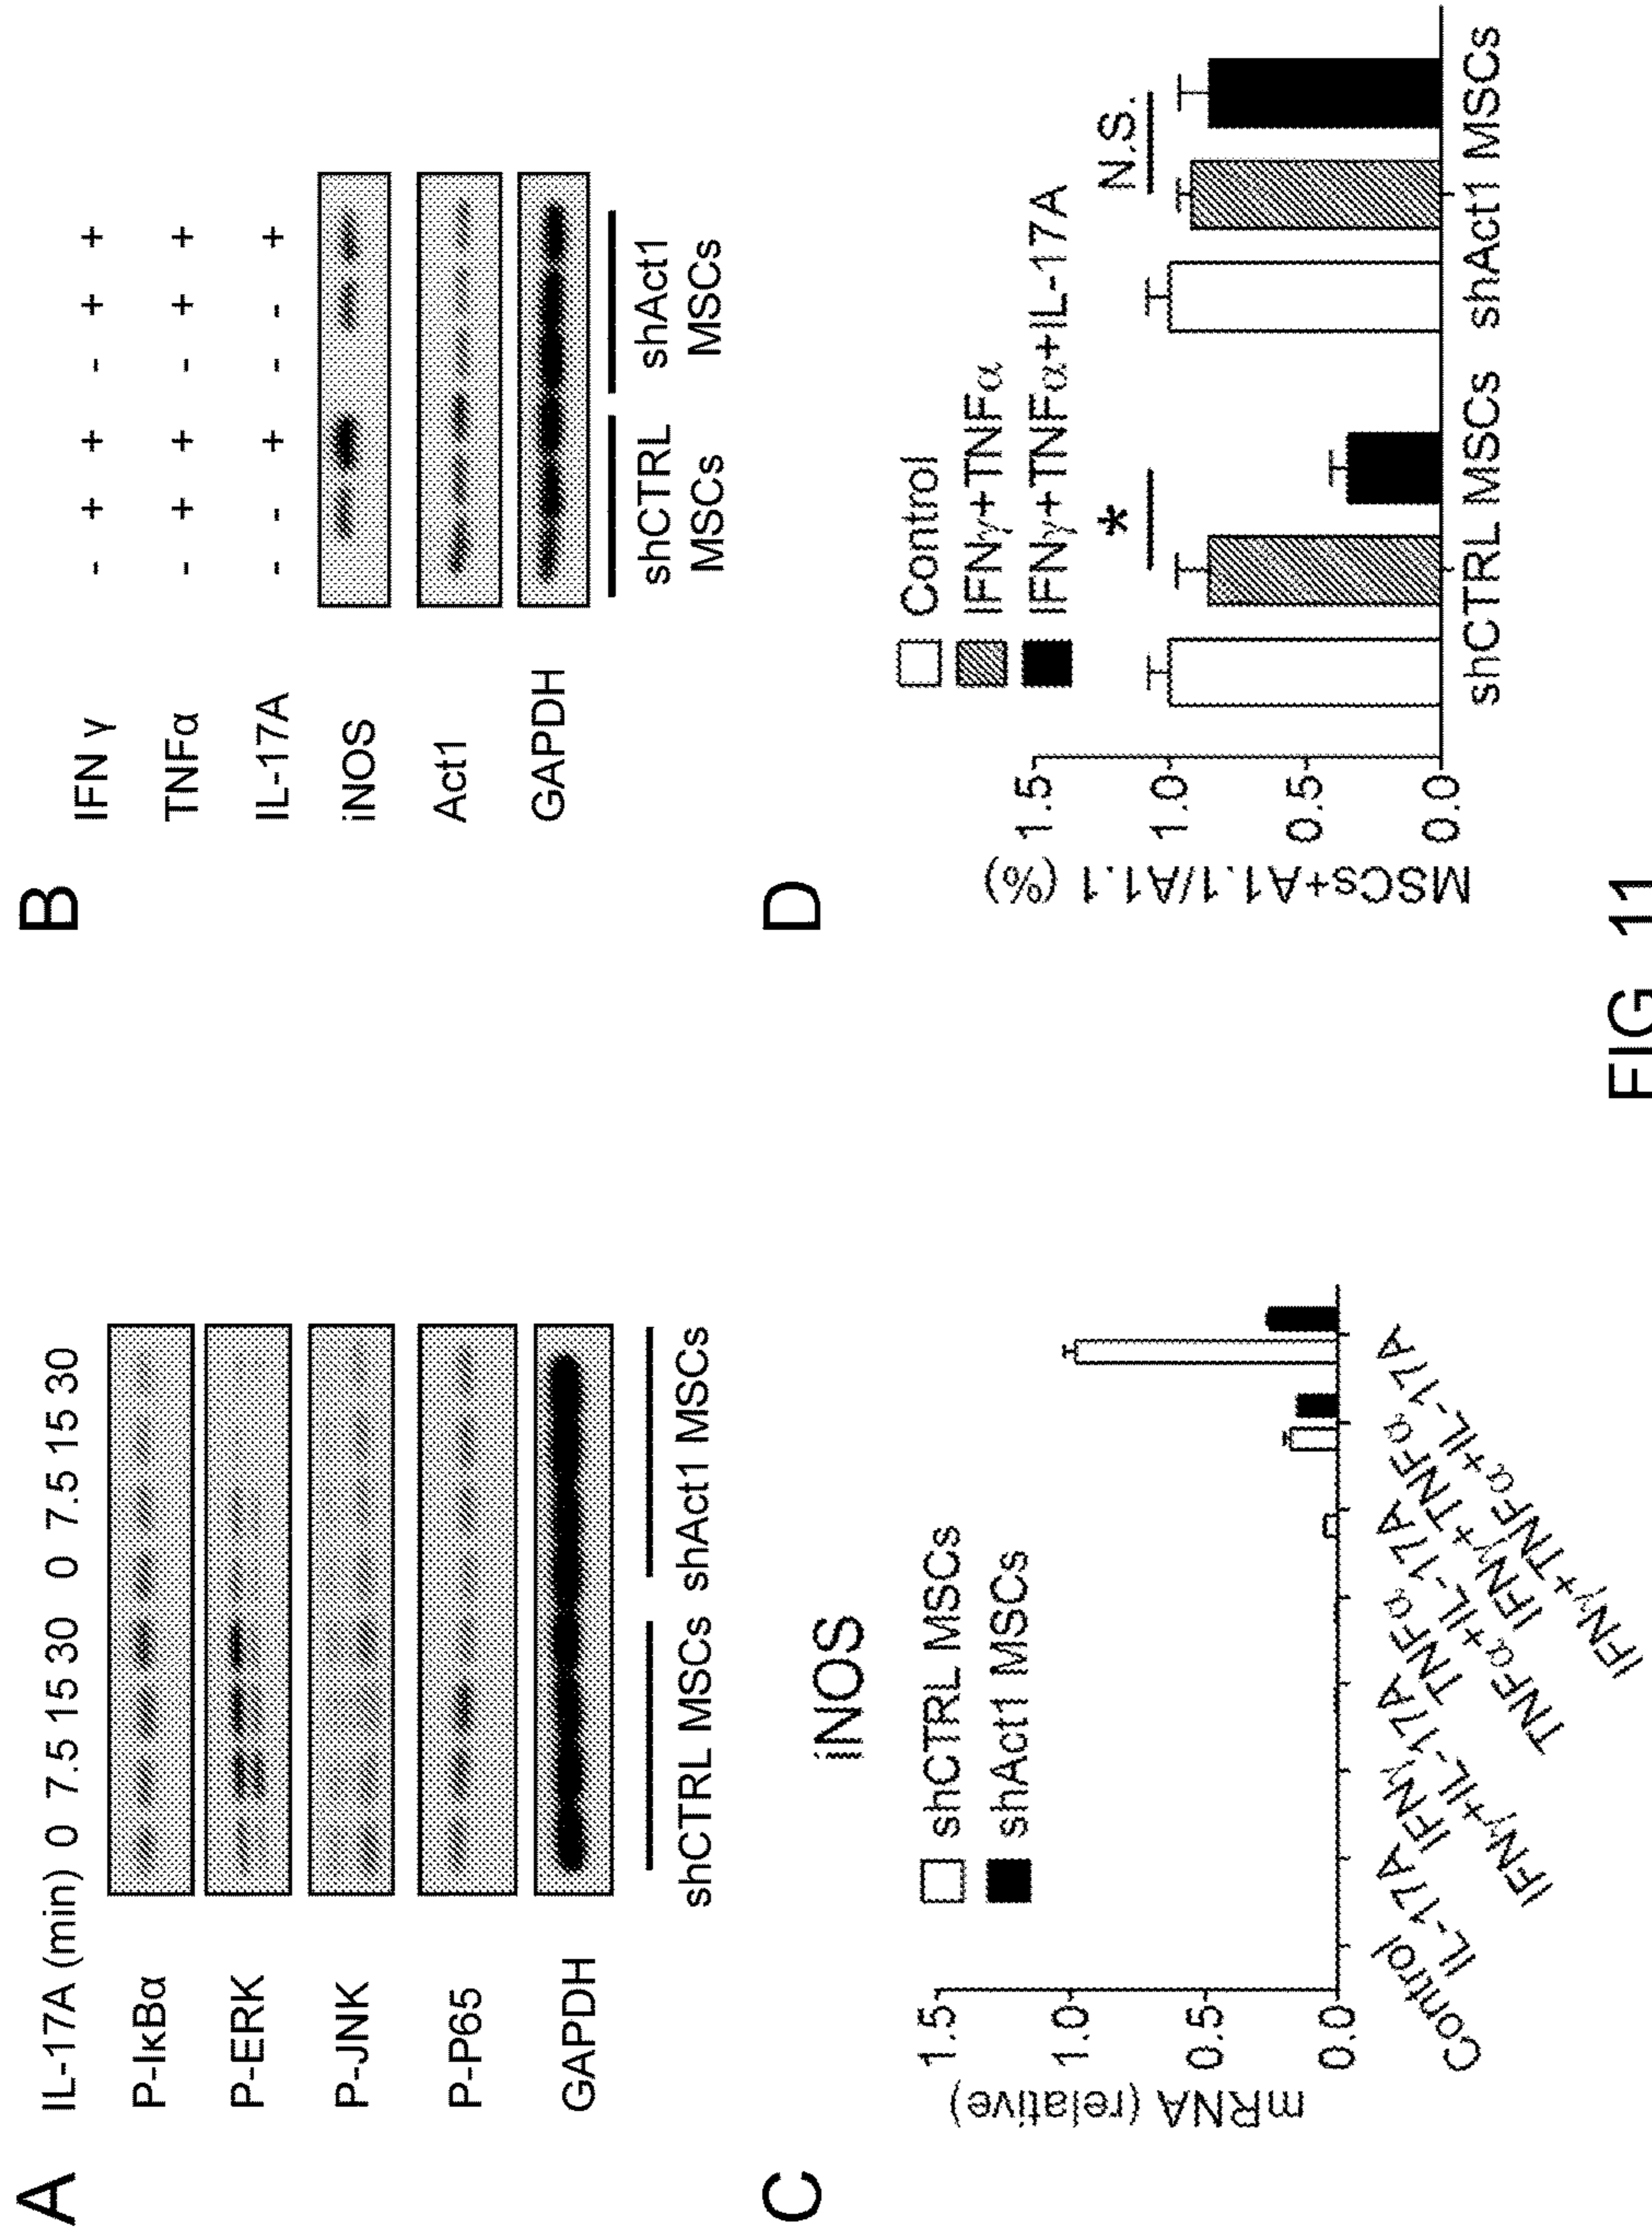 A
IL-17A (min) 0 7.5 15 30 0 7.5 15 30
P-IκBα
P-ERK
P-JNK
P-P65
GAPDH
shCTRL MSCs shAct1 MSCs
B
IFN γ - + + - + +
TNFα - + + - + +
IL-17A - - + - - +
iNOS
Act1
GAPDH
shCTRL shAct1
MSCs MSCs
C
iNOS
shCTRL MSCs
shAct1 MSCs
mRNA (relative)
1.5
1.0
0.5
0.0
Control
IL-17A
IFNγ
IFNγ+IL-17A
TNFα
TNFα+IL-17A
IFNγ+TNFα
IFNγ+TNFα+IL-17A
D
Control
IFNγ+TNFα
IFNγ+TNFα+IL-17A
MSCs+A1.1/A1.1 (%)
1.5
1.0
0.5
0.0
* N.S.
shCTRL MSCs shAct1 MSCs
FIG 11